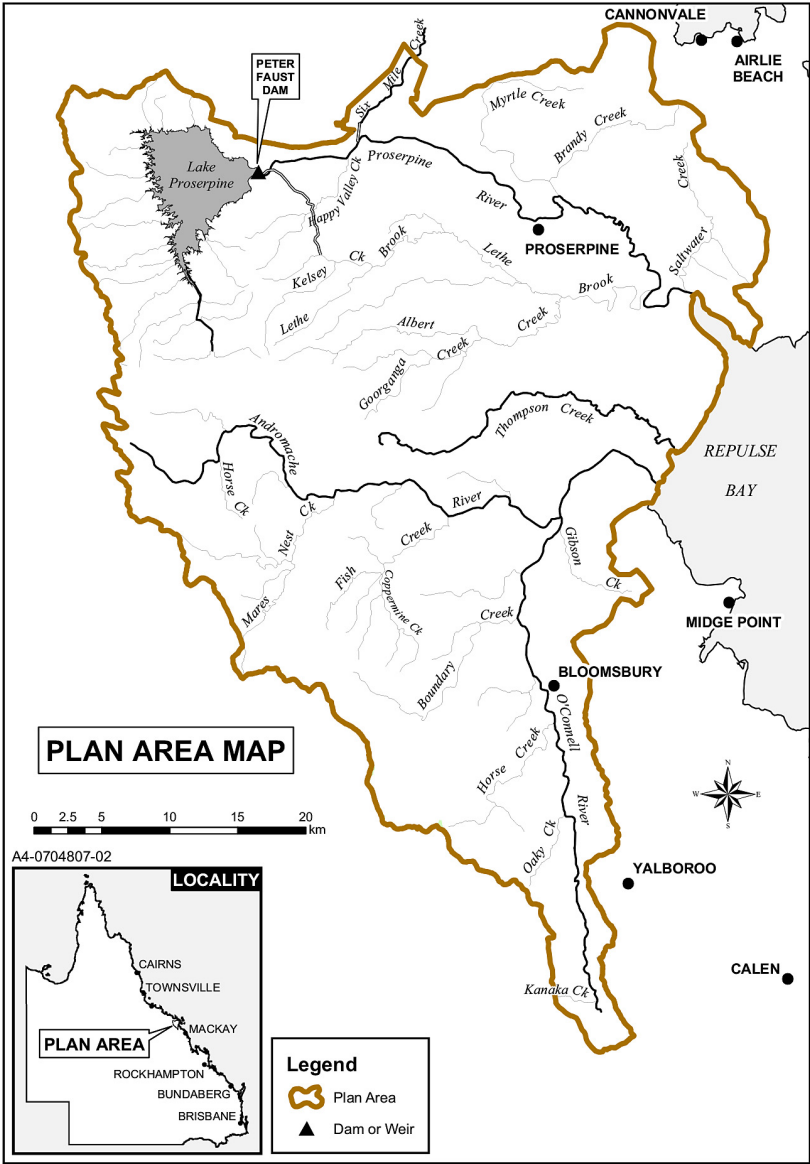 CANNONVALE
AIRLIE
BEACH
PETER
FAUST
DAM
Six Mile Creek
Myrtle Creek
Brandy Creek
Lake
Proserpine
Proserpine River
Happy Valley Ck
Saltwater Creek
PROSERPINE
Kelsey Ck
Lethe Brook
Lethe Brook
Albert Creek
Goorganga Creek
Thompson Creek
Andromache River
REPULSE
BAY
Horse Ck
Mares Nest Ck
Fish Creek
Coppermine Ck
Gibson Ck
MIDGE POINT
Boundary Creek
BLOOMSBURY
O'Connell River
Horse Creek
Oaky Ck
Kanaka Ck
YALBOROO
CALEN
PLAN AREA MAP
N
W E
S
0 2.5 5 10 15 20
km
A4-0704807-02
LOCALITY
CAIRNS
TOWNSVILLE
MACKAY
PLAN AREA
ROCKHAMPTON
BUNDABERG
BRISBANE
Legend
Plan Area
Dam or Weir